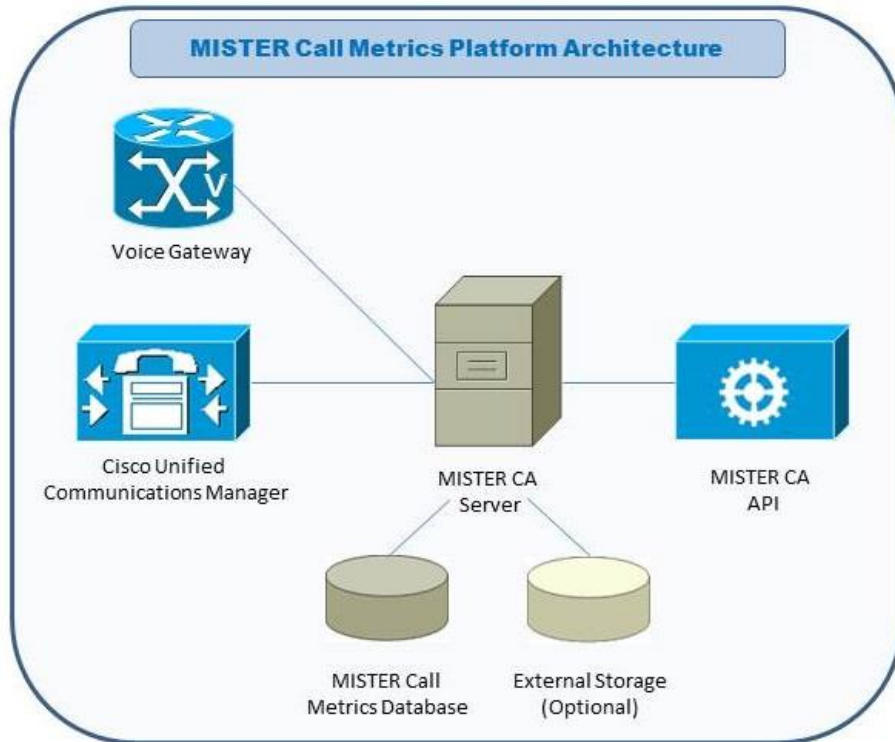 MISTER Call Metrics Platform Architecture
V
Voice Gateway
Cisco Unified
Communications Manager
MISTER CA
Server
MISTER CA
API
MISTER Call
Metrics Database
External Storage
(Optional)